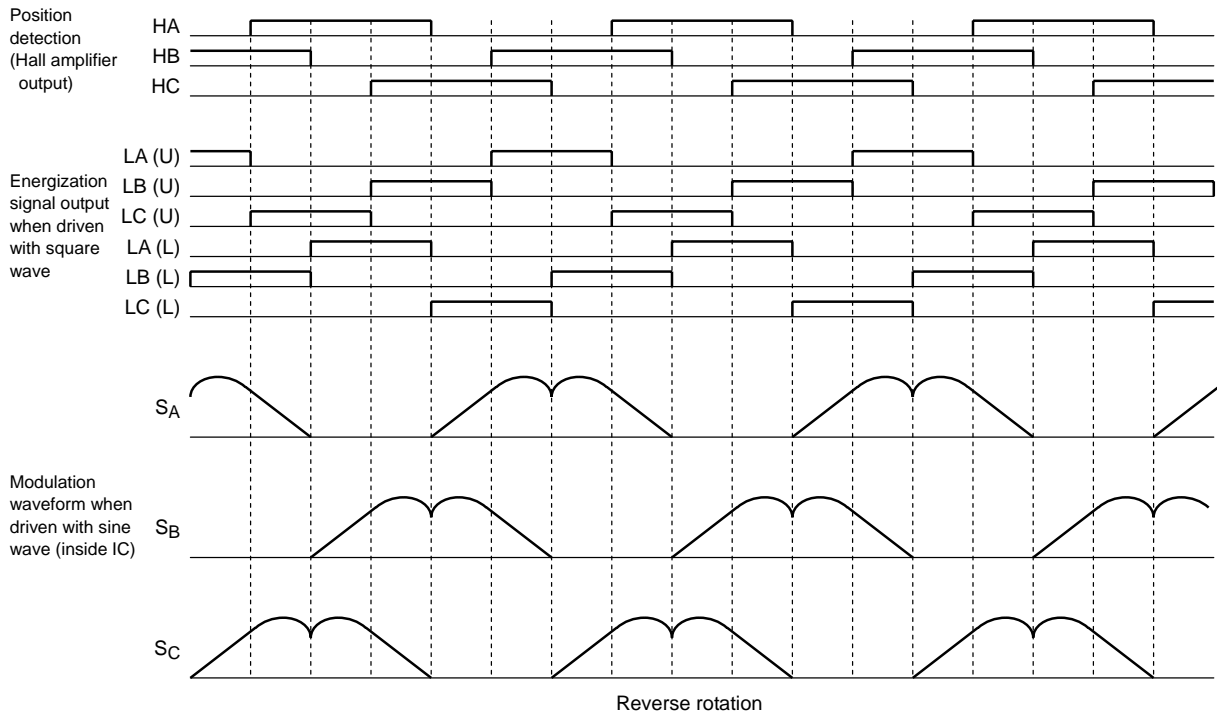 Position
detection
(Hall amplifier
output)
HA
HB
HC
Energization
signal output
when driven
with square
wave
LA (U)
LB (U)
LC (U)
LA (L)
LB (L)
LC (L)
SA
Modulation
waveform when
driven with sine
wave (inside IC)
SB
SC
Reverse rotation